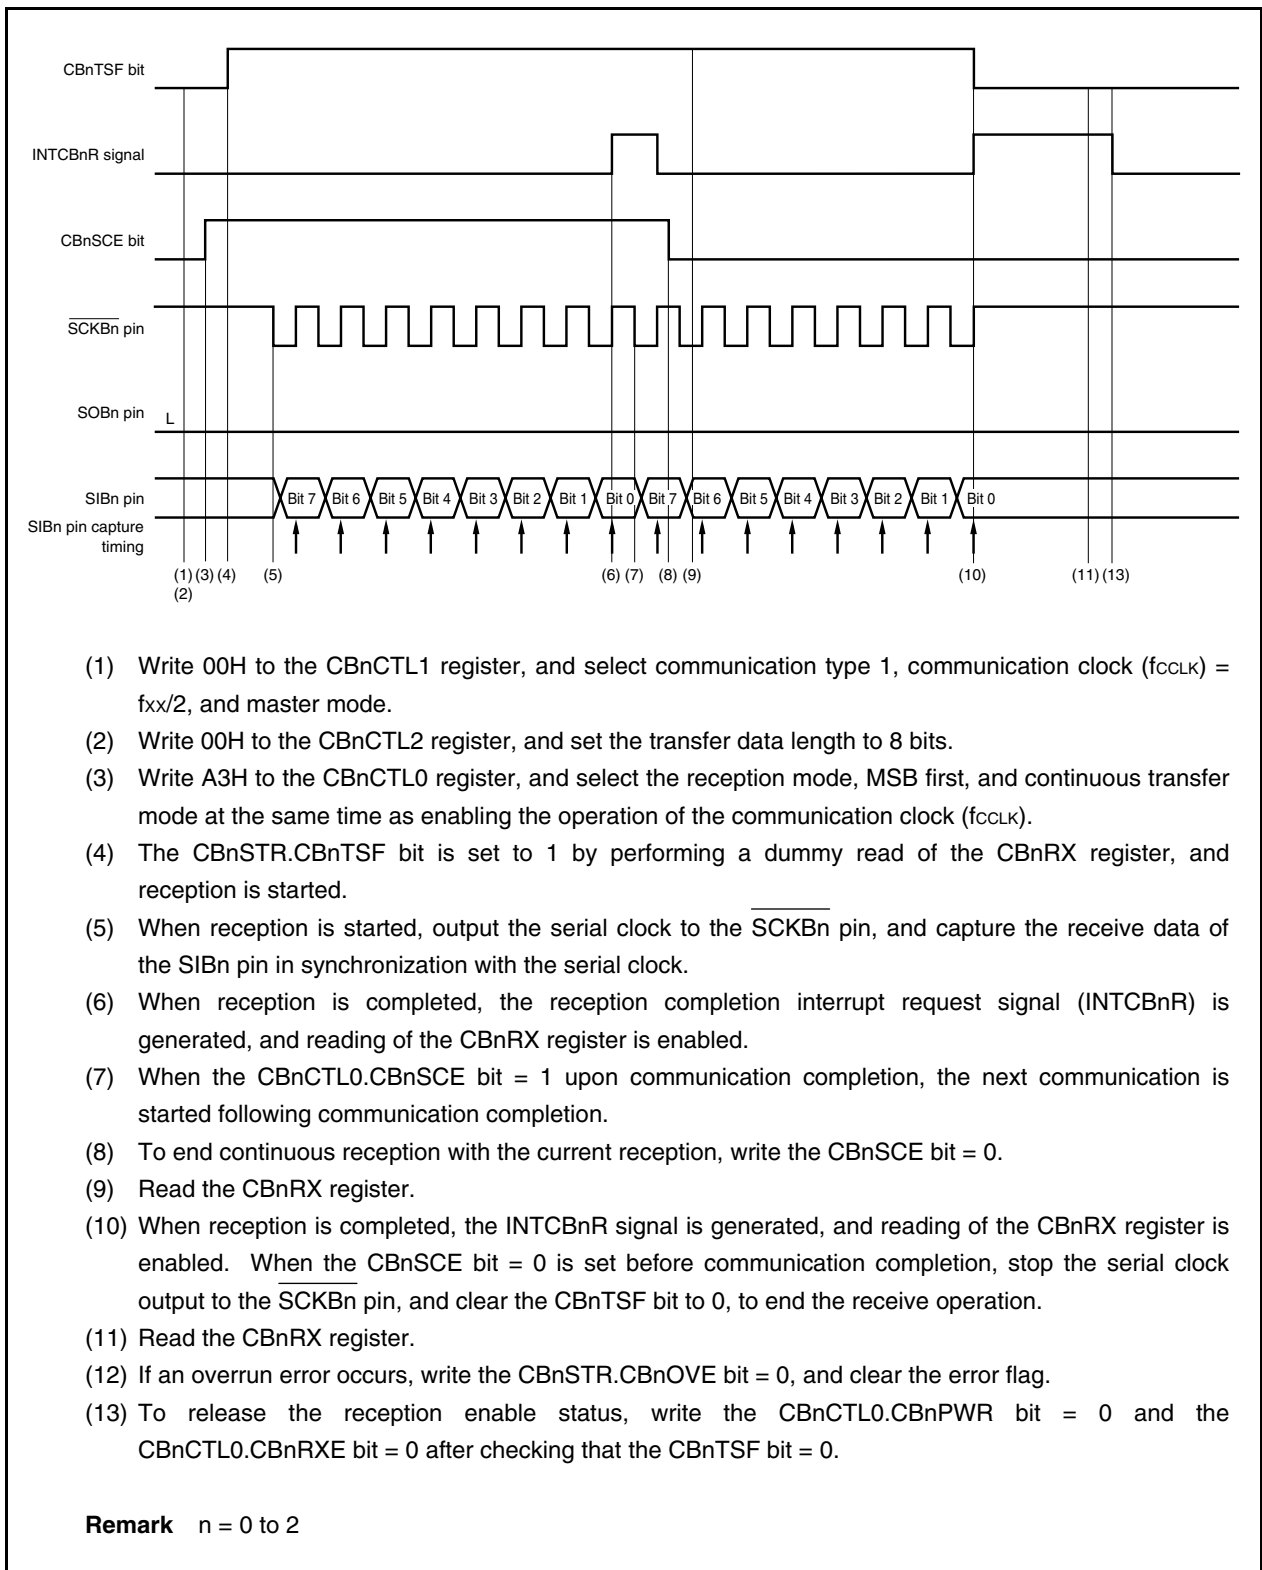 CBnTSF bit
INTCBnR signal
CBnSCE bit
SCKBn pin
SOBn pin L
SIBn pin Bit 7 Bit 6 Bit 5 Bit 4 Bit 3 Bit 2 Bit 1 Bit 0 Bit 7 Bit 6 Bit 5 Bit 4 Bit 3 Bit 2 Bit 1 Bit 0
SIBn pin capture
timing
(1) (3) (4) (5) (6) (7) (8) (9) (10) (11) (13)
(2)
(1) Write 00H to the CBnCTL1 register, and select communication type 1, communication clock (fCCLK) =
fxx/2, and master mode.
(2) Write 00H to the CBnCTL2 register, and set the transfer data length to 8 bits.
(3) Write A3H to the CBnCTL0 register, and select the reception mode, MSB first, and continuous transfer
mode at the same time as enabling the operation of the communication clock (fCCLK).
(4) The CBnSTR.CBnTSF bit is set to 1 by performing a dummy read of the CBnRX register, and
reception is started.
(5) When reception is started, output the serial clock to the SCKBn pin, and capture the receive data of
the SIBn pin in synchronization with the serial clock.
(6) When reception is completed, the reception completion interrupt request signal (INTCBnR) is
generated, and reading of the CBnRX register is enabled.
(7) When the CBnCTL0.CBnSCE bit = 1 upon communication completion, the next communication is
started following communication completion.
(8) To end continuous reception with the current reception, write the CBnSCE bit = 0.
(9) Read the CBnRX register.
(10) When reception is completed, the INTCBnR signal is generated, and reading of the CBnRX register is
enabled. When the CBnSCE bit = 0 is set before communication completion, stop the serial clock
output to the SCKBn pin, and clear the CBnTSF bit to 0, to end the receive operation.
(11) Read the CBnRX register.
(12) If an overrun error occurs, write the CBnSTR.CBnOVE bit = 0, and clear the error flag.
(13) To release the reception enable status, write the CBnCTL0.CBnPWR bit = 0 and the
CBnCTL0.CBnRXE bit = 0 after checking that the CBnTSF bit = 0.
Remark n = 0 to 2